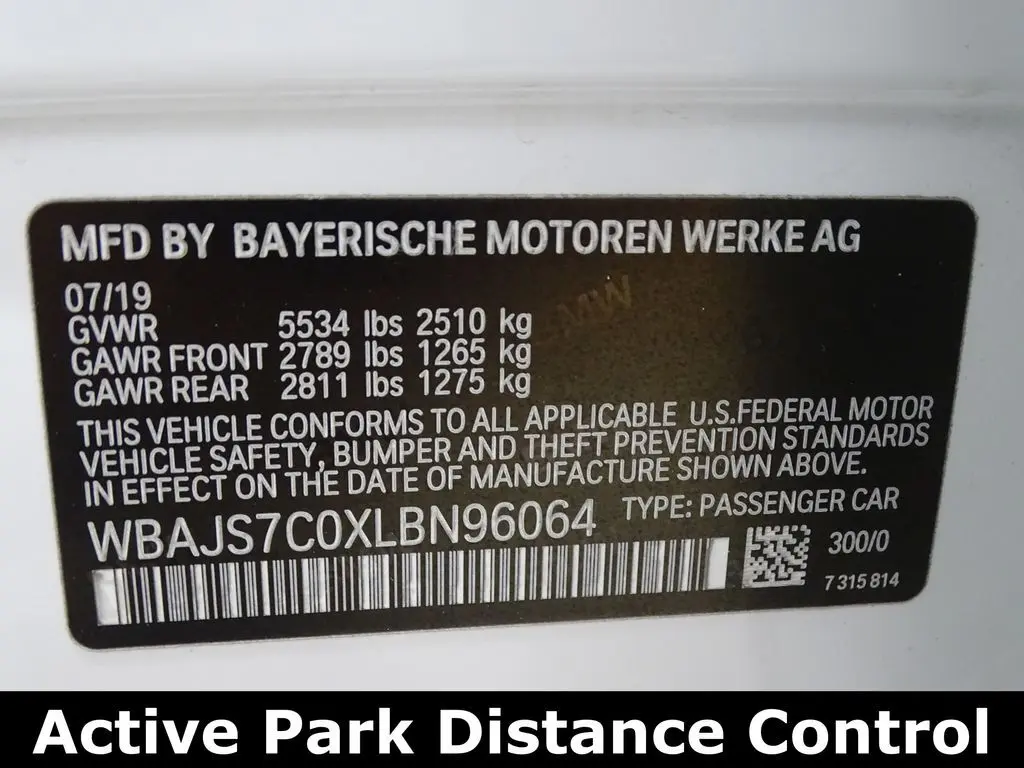 MFD BY BAYERISCHE MOTOREN WERKE AG
07/19
GVWR 5534 lbs 2510 kg
GAWR FRONT 2789 lbs 1265 kg
GAWR REAR 2811 lbs 1275 kg
THIS VEHICLE CONFORMS TO ALL APPLICABLE U.S.FEDERAL MOTOR
VEHICLE SAFETY, BUMPER AND THEFT PREVENTION STANDARDS
IN EFFECT ON THE DATE OF MANUFACTURE SHOWN ABOVE.
WBAJS7C0XLBN96064 TYPE: PASSENGER CAR
300/0
7 315 814
Active Park Distance Control